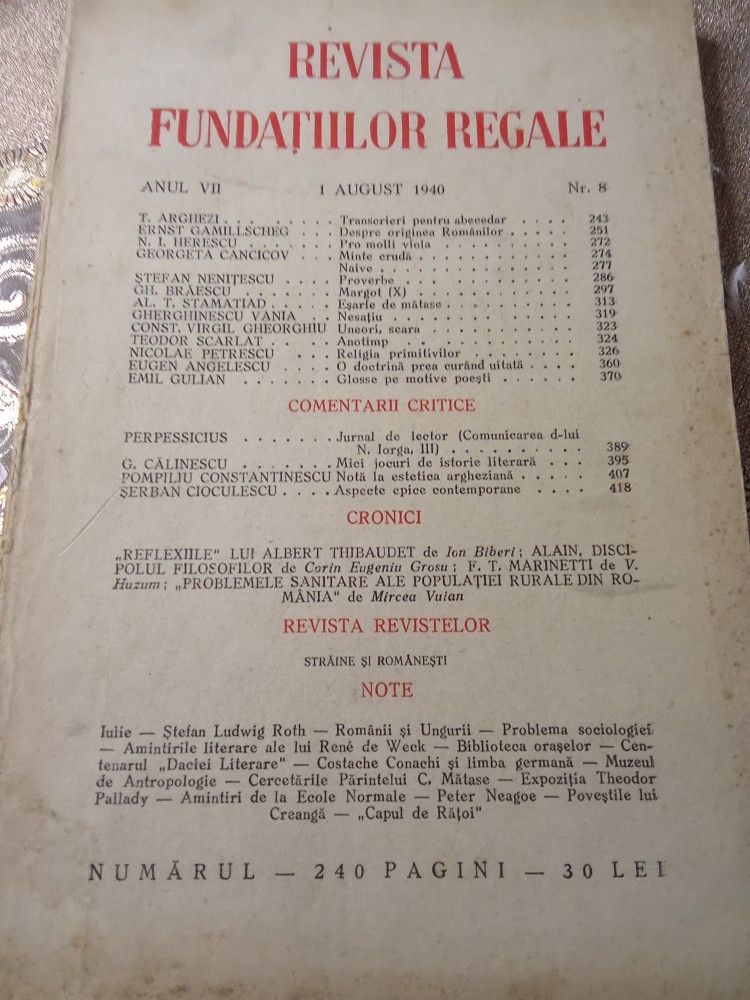 REVISTA
FUNDAȚIILOR REGALE
ANUL VII 1 AUGUST 1940 Nr. 8
T. ARGHEZI . . . . . . . . Transcrieri pentru abecedar . . . . 243
ERNST GAMILLSCHEG . . . Despre originea Românilor . . . . . 251
N. I. HERESCU . . . . . . . Pro molli viola . . . . . . . . . . 272
GEORGETA CANCICOV . . . Minte crudă . . . . . . . . . . . 274
Naive . . . . . . . . . . . . . 277
ȘTEFAN NENIȚESCU . . . . Proverbe . . . . . . . . . . . . 286
GH. BRĂESCU . . . . . . . Margot (X) . . . . . . . . . . . 297
AL. T. STAMATIAD . . . . . Eșarfe de mătase . . . . . . . . . 313
GHERGHINESCU VANIA . . Nesațiu . . . . . . . . . . . . . 319
CONST. VIRGIL GHEORGHIU Uneori, seara . . . . . . . . . . . 323
TEODOR SCARLAT . . . . . Anotimp . . . . . . . . . . . . 324
NICOLAE PETRESCU . . . . Religia primitivilor . . . . . . . . 326
EUGEN ANGELESCU . . . . O doctrină prea curând uitată . . . . 360
EMIL GULIAN . . . . . . . Glosse pe motive poești . . . . . . 370
COMENTARII CRITICE
PERPESSICIUS . . . . . . . Jurnal de lector (Comunicarea d-lui
N. Iorga, III) . . . . . . . . . . 389
G. CĂLINESCU . . . . . . . Mici jocuri de istorie literară . . . 395
POMPILIU CONSTANTINESCU Notă la estetica argheziană . . . . . 407
ȘERBAN CIOCULESCU . . . . Aspecte epice contemporane . . . . 418
CRONICI
„REFLEXIILE“ LUI ALBERT THIBAUDET de Ion Biberi; ALAIN, DISCI-
POLUL FILOSOFILOR de Corin Eugeniu Grosu; F. T. MARINETTI de V.
Huzum; „PROBLEMELE SANITARE ALE POPULAȚIEI RURALE DIN RO-
MÂNIA“ de Mircea Vuian
REVISTA REVISTELOR
STRĂINE ȘI ROMÂNEȘTI
NOTE
Iulie — Ștefan Ludwig Roth — Românii și Ungurii — Problema sociologiei
— Amintirile literare ale lui René de Weck — Biblioteca orașelor — Cen-
tenarul „Daciei Literare“ — Costache Conachi și limba germană — Muzeul
de Antropologie — Cercetările Părintelui C. Mătase — Expoziția Theodor
Pallady — Amintiri de la Ecole Normale — Peter Neagoe — Poveștile lui
Creangă — „Capul de Rățoi“
NUMĂRUL — 240 PAGINI — 30 LEI